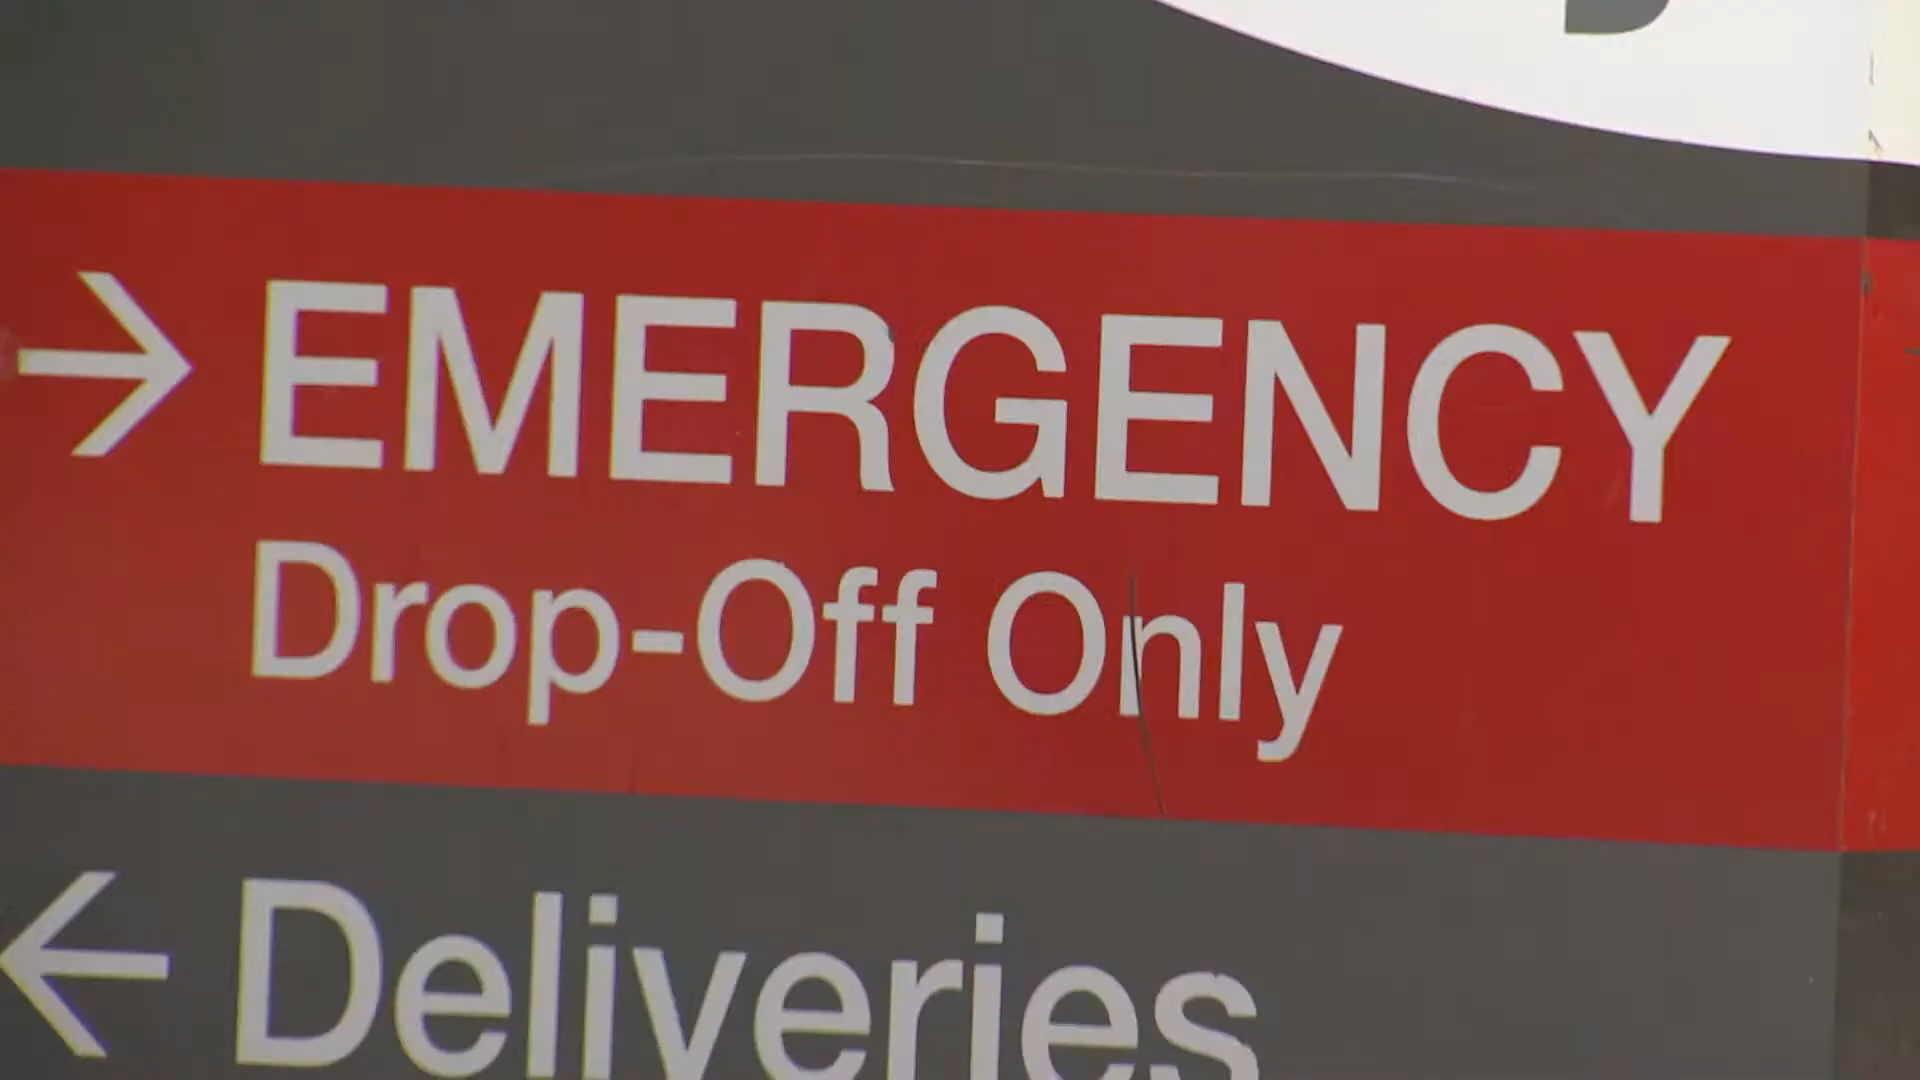 → EMERGENCY
Drop-Off Only
← Deliveries